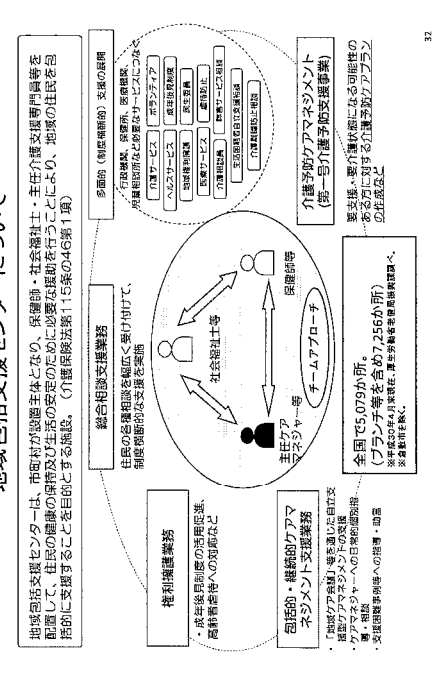 地域包括支援センターについて
地域包括支援センターは、市町村が設置主体となり、保健師・社会福祉士・主任介護支援専門員等を
配置して、住民の健康の保持及び生活の安定のために必要な援助を行うことにより、地域の住民を包
括的に支援することを目的とする施設。（介護保険法第115条の46第1項）
総合相談支援業務
住民の各種相談を幅広く受け付けて、
制度横断的な支援を実施
多面的（制度横断的）支援の展開
行政機関、保健所、医療機関、
児童相談所など必要なサービスにつなぐ
介護サービス
ボランティア
ヘルスサービス
成年後見制度
地域権利擁護
民生委員
医療サービス
虐待防止
介護相談員
障害サービス相談
生活困窮者自立支援相談
介護離職防止相談
権利擁護業務
・成年後見制度の活用促進、
高齢者虐待への対応など
社会福祉士等
主任ケア
マネジャー等
保健師等
チームアプローチ
包括的・継続的ケアマ
ネジメント支援業務
・「地域ケア会議」等を通じた自立支
援型ケアマネジメントの支援
・ケアマネジャーへの日常的個別指
導・相談
・支援困難事例等への指導・助言
全国で5,079か所。
（ブランチ等を含め7,256か所）
※平成30年4月末現在。厚生労働省老健局振興課調べ。
介護予防ケアマネジメント
（第一号介護予防支援事業）
要支援・要介護状態になる可能性の
ある方に対する介護予防ケアプラン
の作成など
32